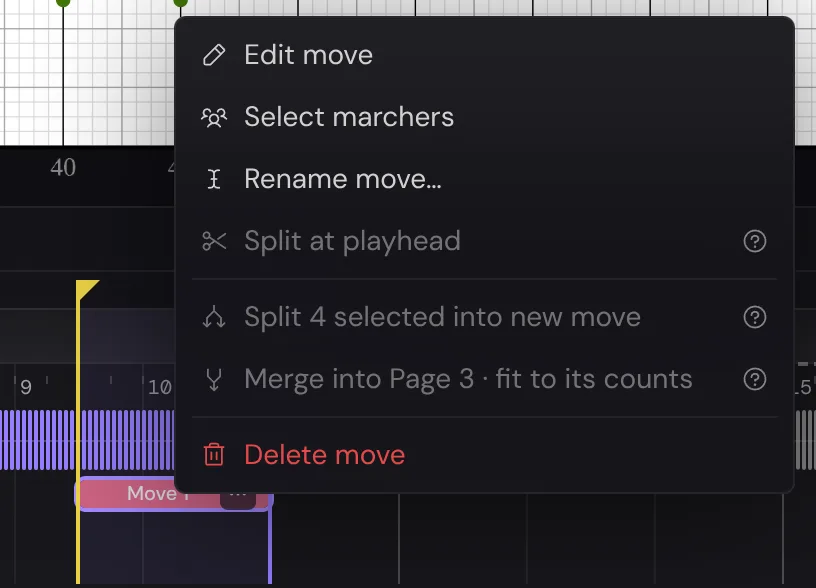 Edit move
Select marchers
Rename move...
Split at playhead
Split 4 selected into new move
Merge into Page 3 · fit to its counts
Delete move
40
9
10
Move